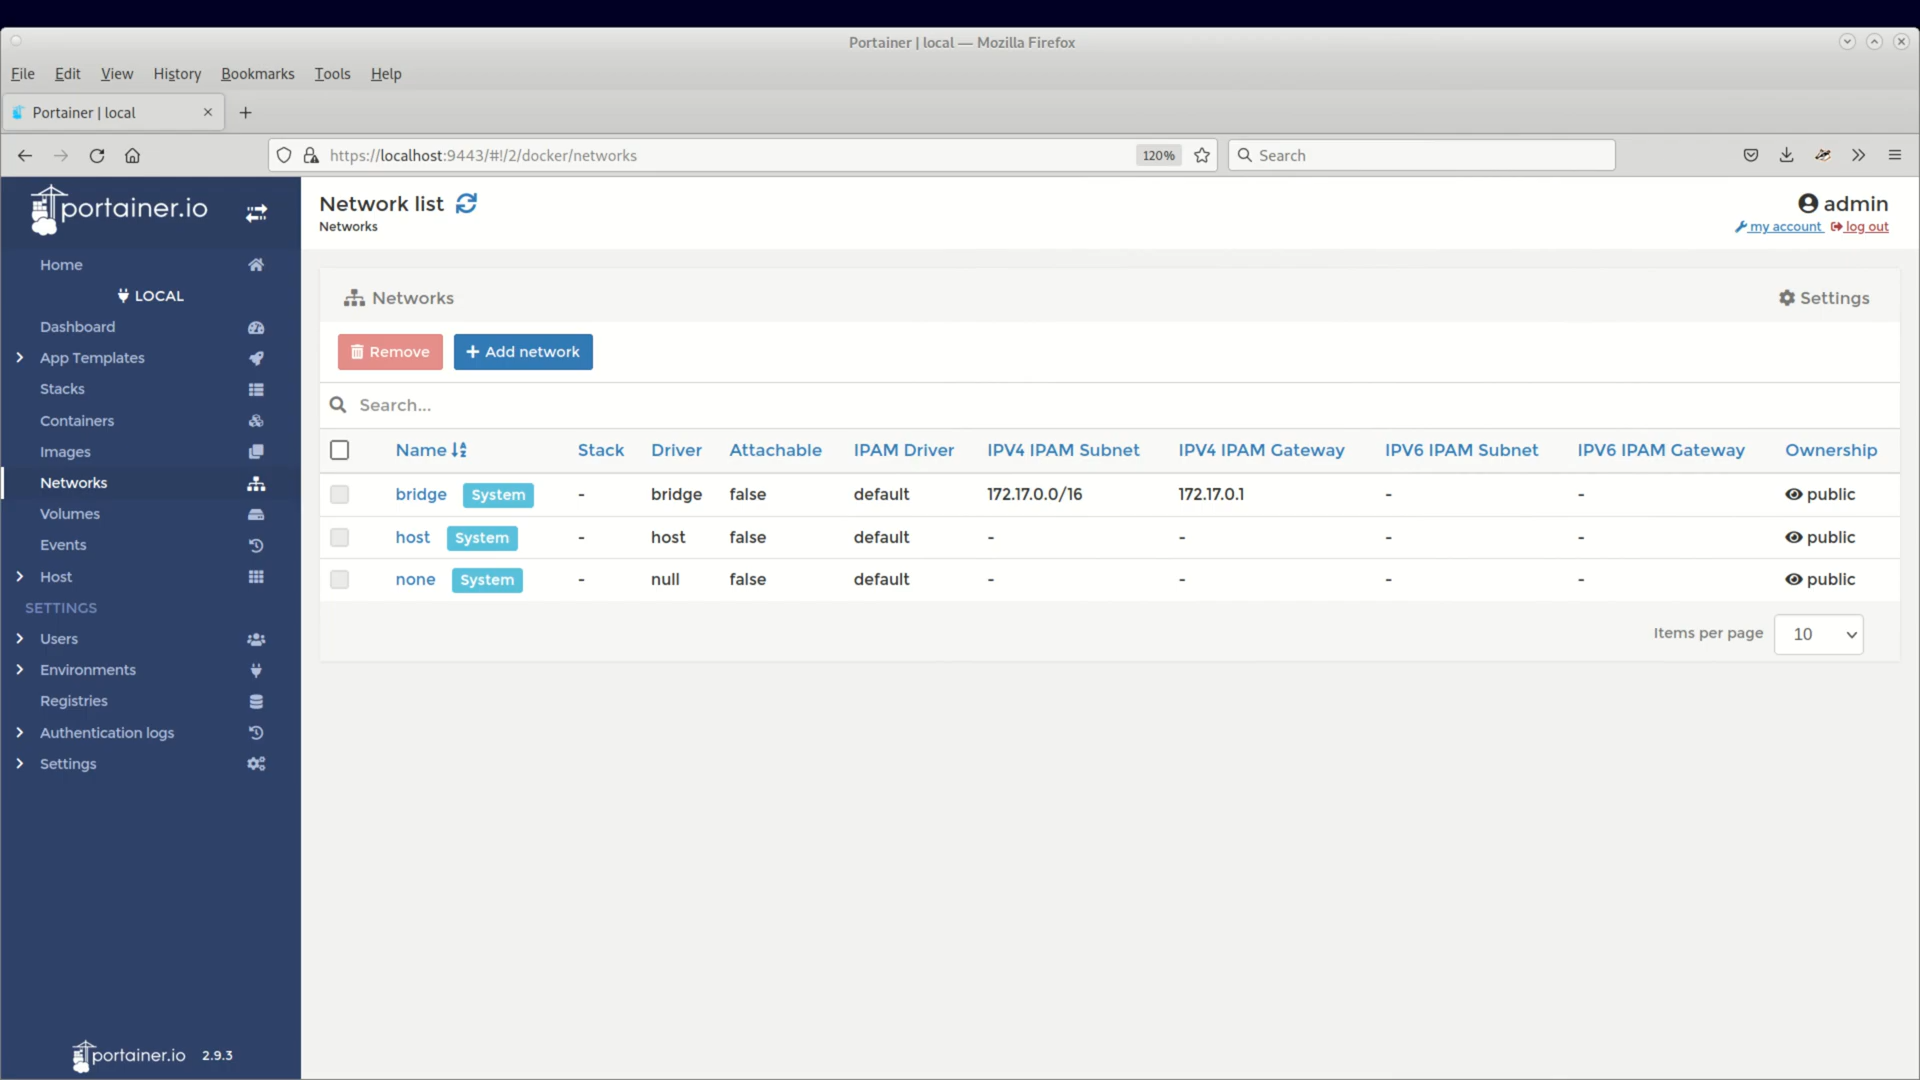 Portainer | local — Mozilla Firefox
File Edit View History Bookmarks Tools Help
Portainer | local
https://localhost:9443/#!/2/docker/networks 120% Search
portainer.io
Network list
Networks
admin
my account log out
Home
LOCAL
Dashboard
App Templates
Stacks
Containers
Images
Networks
Volumes
Events
Host
SETTINGS
Users
Environments
Registries
Authentication logs
Settings
portainer.io 2.9.3
Networks Settings
Remove + Add network
Search...
Name Stack Driver Attachable IPAM Driver IPV4 IPAM Subnet IPV4 IPAM Gateway IPV6 IPAM Subnet IPV6 IPAM Gateway Ownership
bridge System - bridge false default 172.17.0.0/16 172.17.0.1 - - public
host System - host false default - - - - public
none System - null false default - - - - public
Items per page 10